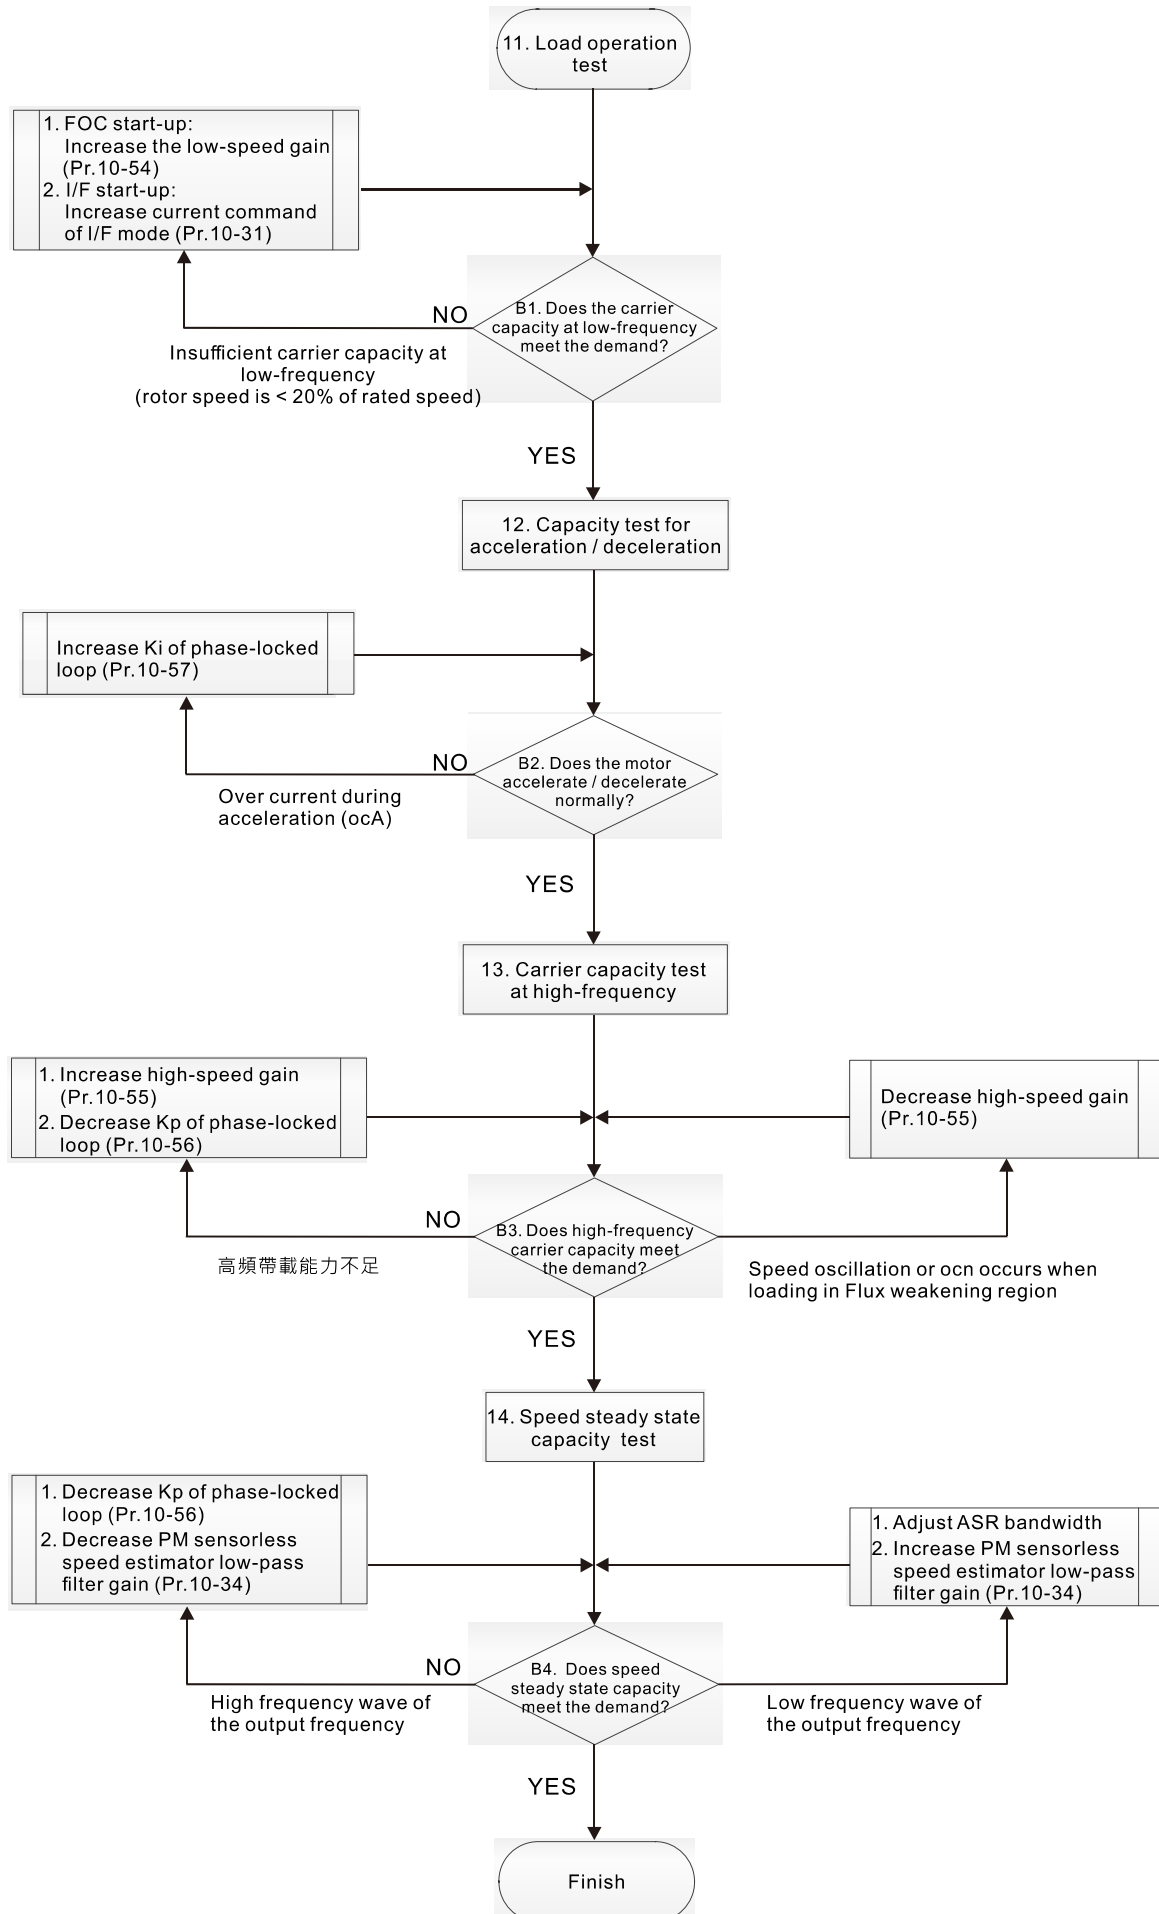 11. Load operation
test
1. FOC start-up:
Increase the low-speed gain
(Pr.10-54)
2. I/F start-up:
Increase current command
of I/F mode (Pr.10-31)
NO
B1. Does the carrier
capacity at low-frequency
meet the demand?
Insufficient carrier capacity at
low-frequency
(rotor speed is < 20% of rated speed)
YES
12. Capacity test for
acceleration / deceleration
Increase Ki of phase-locked
loop (Pr.10-57)
NO
B2. Does the motor
accelerate / decelerate
normally?
Over current during
acceleration (ocA)
YES
13. Carrier capacity test
at high-frequency
1. Increase high-speed gain
(Pr.10-55)
2. Decrease Kp of phase-locked
loop (Pr.10-56)
Decrease high-speed gain
(Pr.10-55)
NO
B3. Does high-frequency
carrier capacity meet
the demand?
高頻帶載能力不足
Speed oscillation or ocn occurs when
loading in Flux weakening region
YES
14. Speed steady state
capacity test
1. Decrease Kp of phase-locked
loop (Pr.10-56)
2. Decrease PM sensorless
speed estimator low-pass
filter gain (Pr.10-34)
1. Adjust ASR bandwidth
2. Increase PM sensorless
speed estimator low-pass
filter gain (Pr.10-34)
NO
B4. Does speed
steady state capacity
meet the demand?
High frequency wave of
the output frequency
Low frequency wave of
the output frequency
YES
Finish